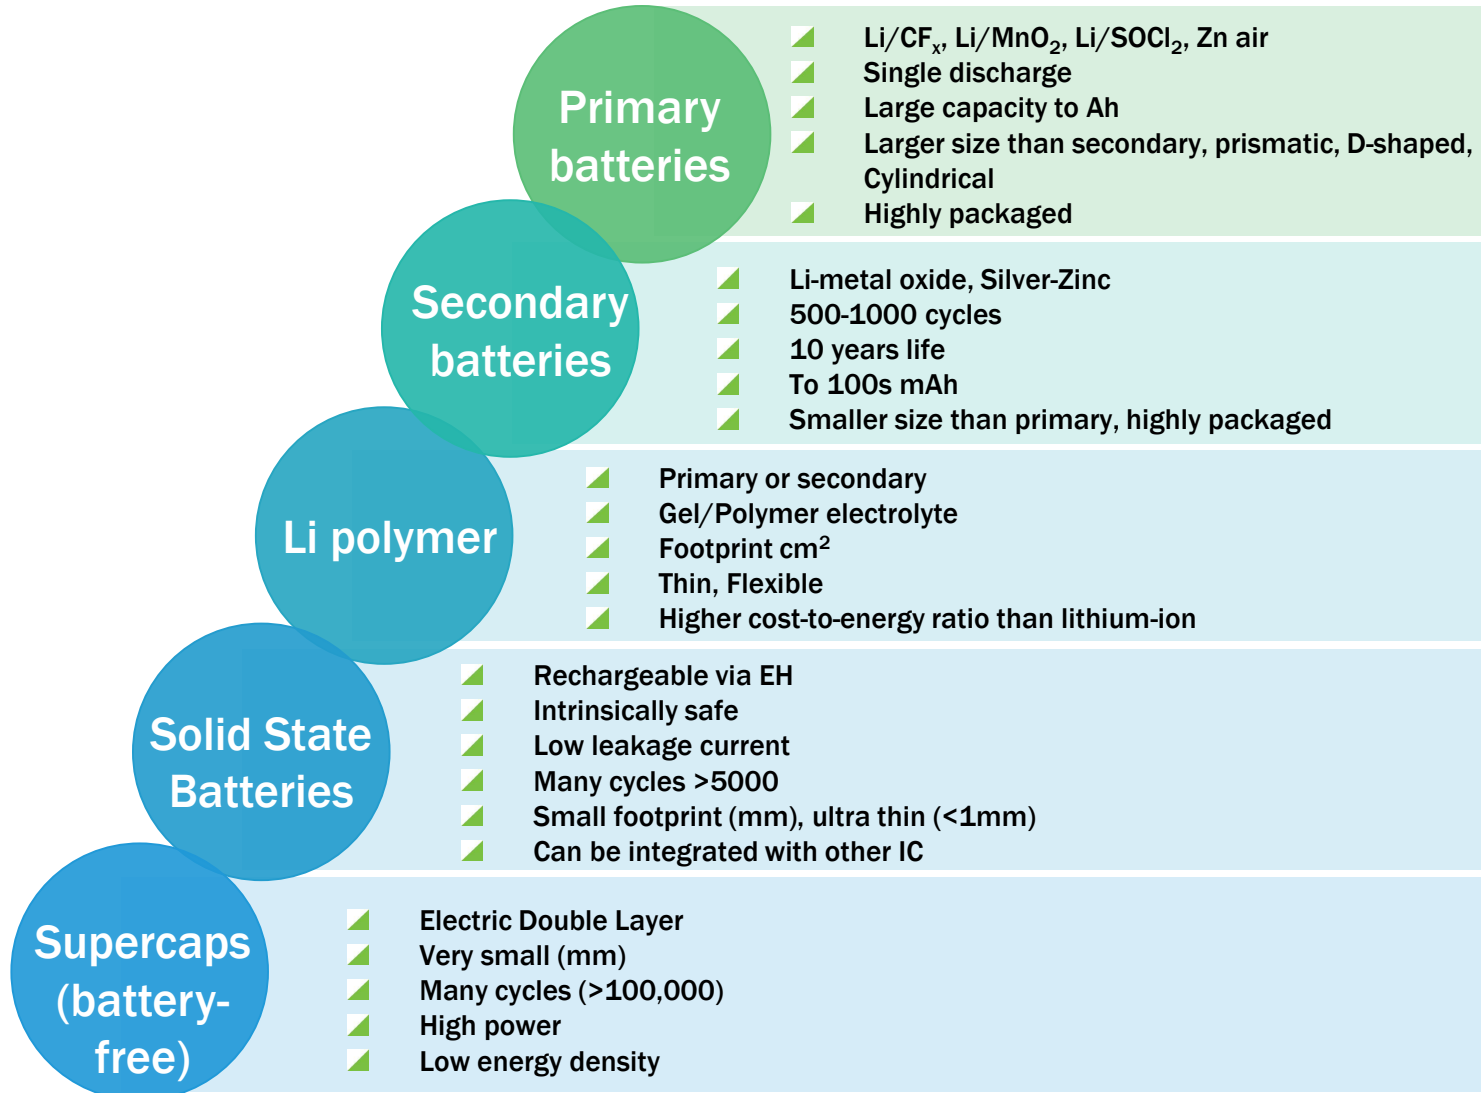 Primary
batteries
Li/CFₓ, Li/MnO₂, Li/SOCl₂, Zn air
Single discharge
Large capacity to Ah
Larger size than secondary, prismatic, D-shaped,
Cylindrical
Highly packaged
Secondary
batteries
Li-metal oxide, Silver-Zinc
500-1000 cycles
10 years life
To 100s mAh
Smaller size than primary, highly packaged
Li polymer
Primary or secondary
Gel/Polymer electrolyte
Footprint cm²
Thin, Flexible
Higher cost-to-energy ratio than lithium-ion
Solid State
Batteries
Rechargeable via EH
Intrinsically safe
Low leakage current
Many cycles >5000
Small footprint (mm), ultra thin (<1mm)
Can be integrated with other IC
Supercaps
(battery-
free)
Electric Double Layer
Very small (mm)
Many cycles (>100,000)
High power
Low energy density